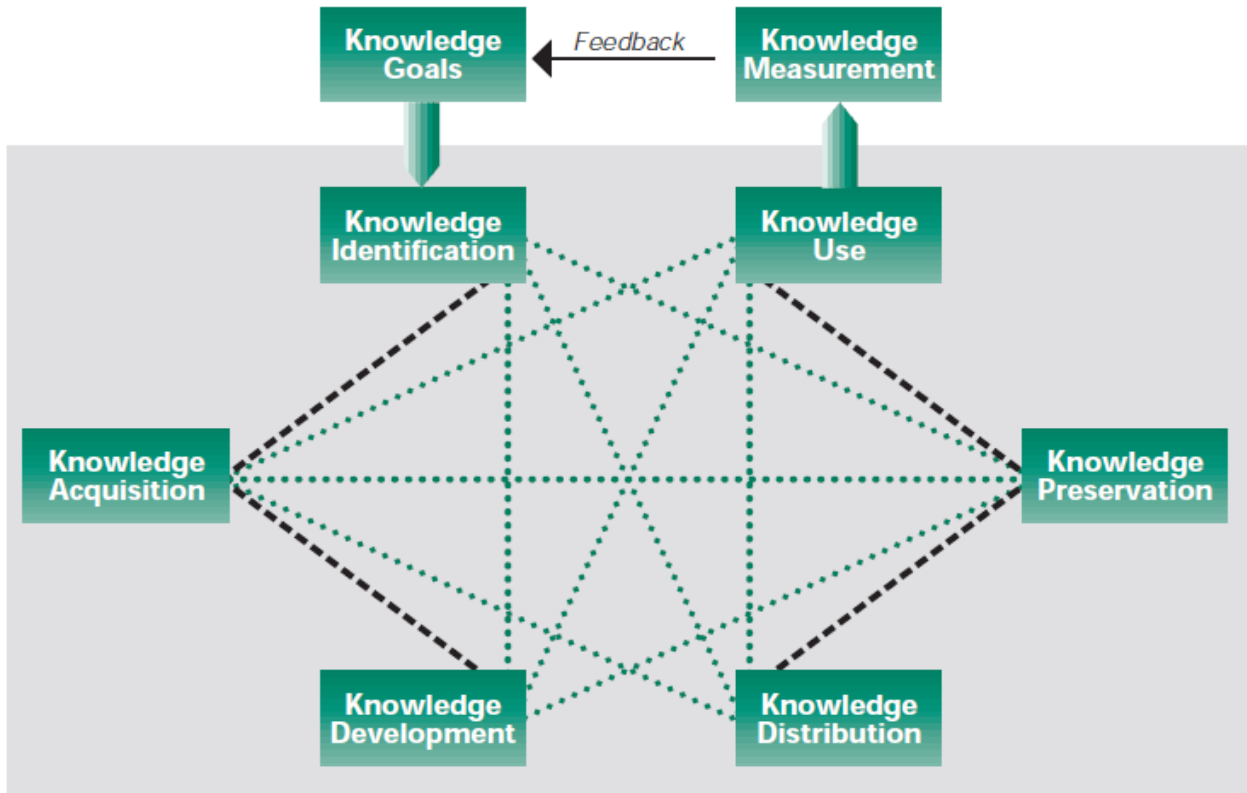 Knowledge
Goals
Feedback
Knowledge
Measurement
Knowledge
Identification
Knowledge
Use
Knowledge
Acquisition
Knowledge
Preservation
Knowledge
Development
Knowledge
Distribution